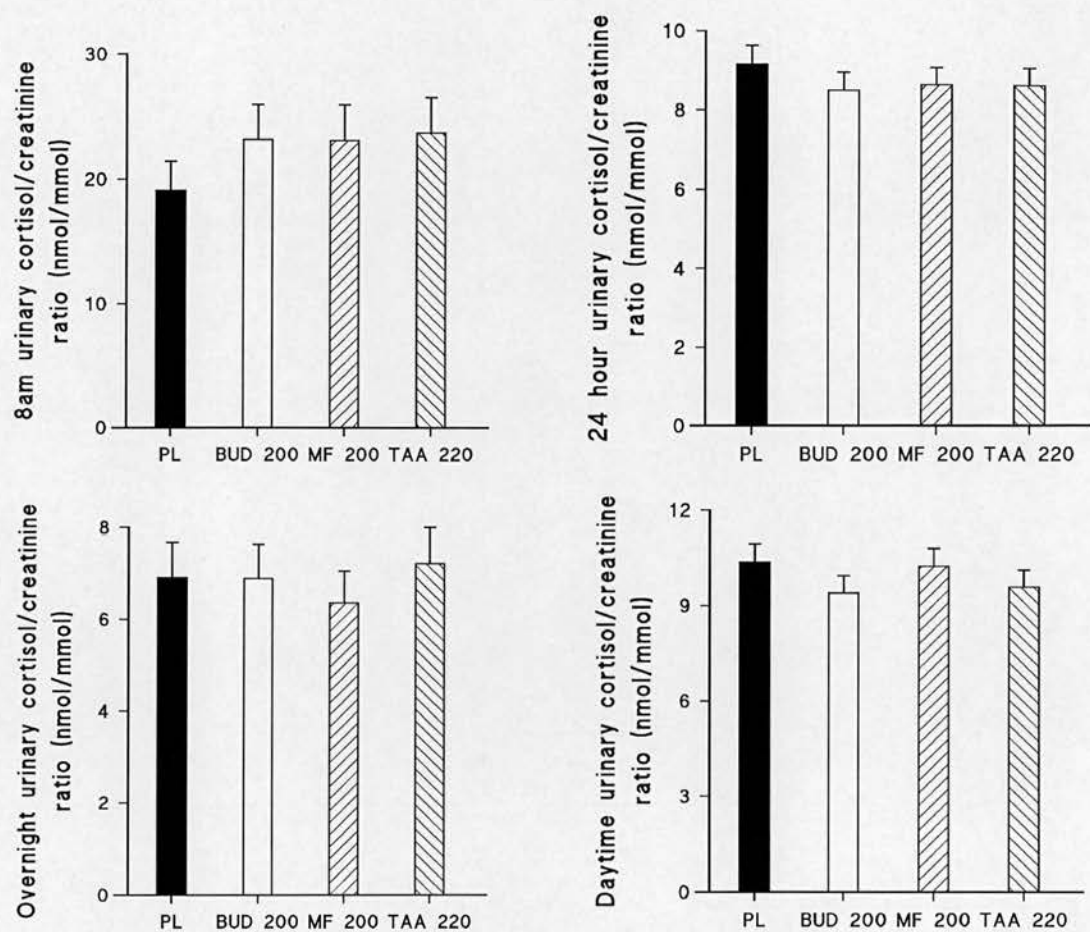 8am urinary cortisol/creatinine
ratio (nmol/mmol)
30
20
10
0
PL BUD 200 MF 200 TAA 220
24 hour urinary cortisol/creatinine
ratio (nmol/mmol)
10
8
6
4
2
0
PL BUD 200 MF 200 TAA 220
Overnight urinary cortisol/creatinine
ratio (nmol/mmol)
8
6
4
2
0
PL BUD 200 MF 200 TAA 220
Daytime urinary cortisol/creatinine
ratio (nmol/mmol)
12
9
6
3
0
PL BUD 200 MF 200 TAA 220